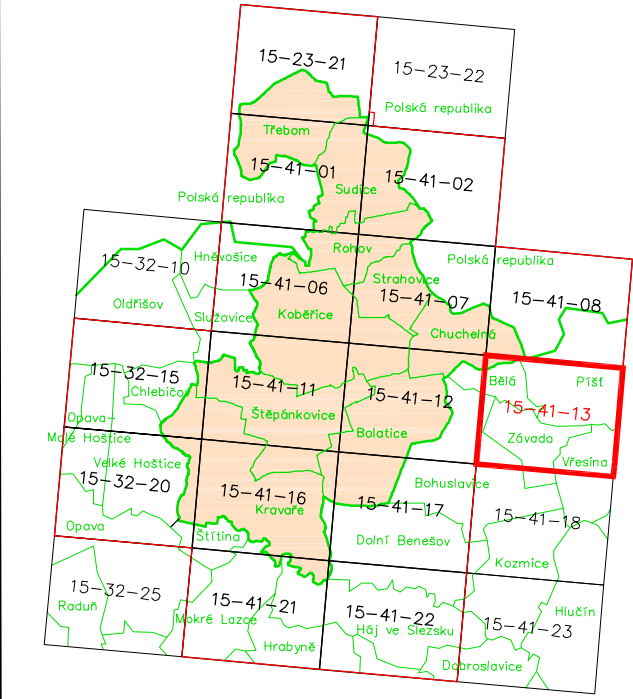 15-23-21
15-23-22
Polská republika
Třebom
15-41-01
15-41-02
Sudice
Polská republika
Rohov
Hněvošice
Polská republika
15-32-10
15-41-06
Strahovice
15-41-07
15-41-08
Oldřišov
Služovice
Kobeřice
Chuchelná
15-32-15
15-41-11
Bělá
Píšť
Chlebičov
15-41-12
15-41-13
Opava-
Štěpánkovice
Malé Hoštice
Bolatice
Závada
Velké Hoštice
Vřesina
15-32-20
Bohuslavice
15-41-16
Kravaře
15-41-17
15-41-18
Opava
Štítina
Dolní Benešov
Kozmice
15-32-25
Raduň
15-41-21
15-41-22
Hlučín
Mokré Lazce
Háj ve Slezsku
15-41-23
Hrabyně
Dobroslavice